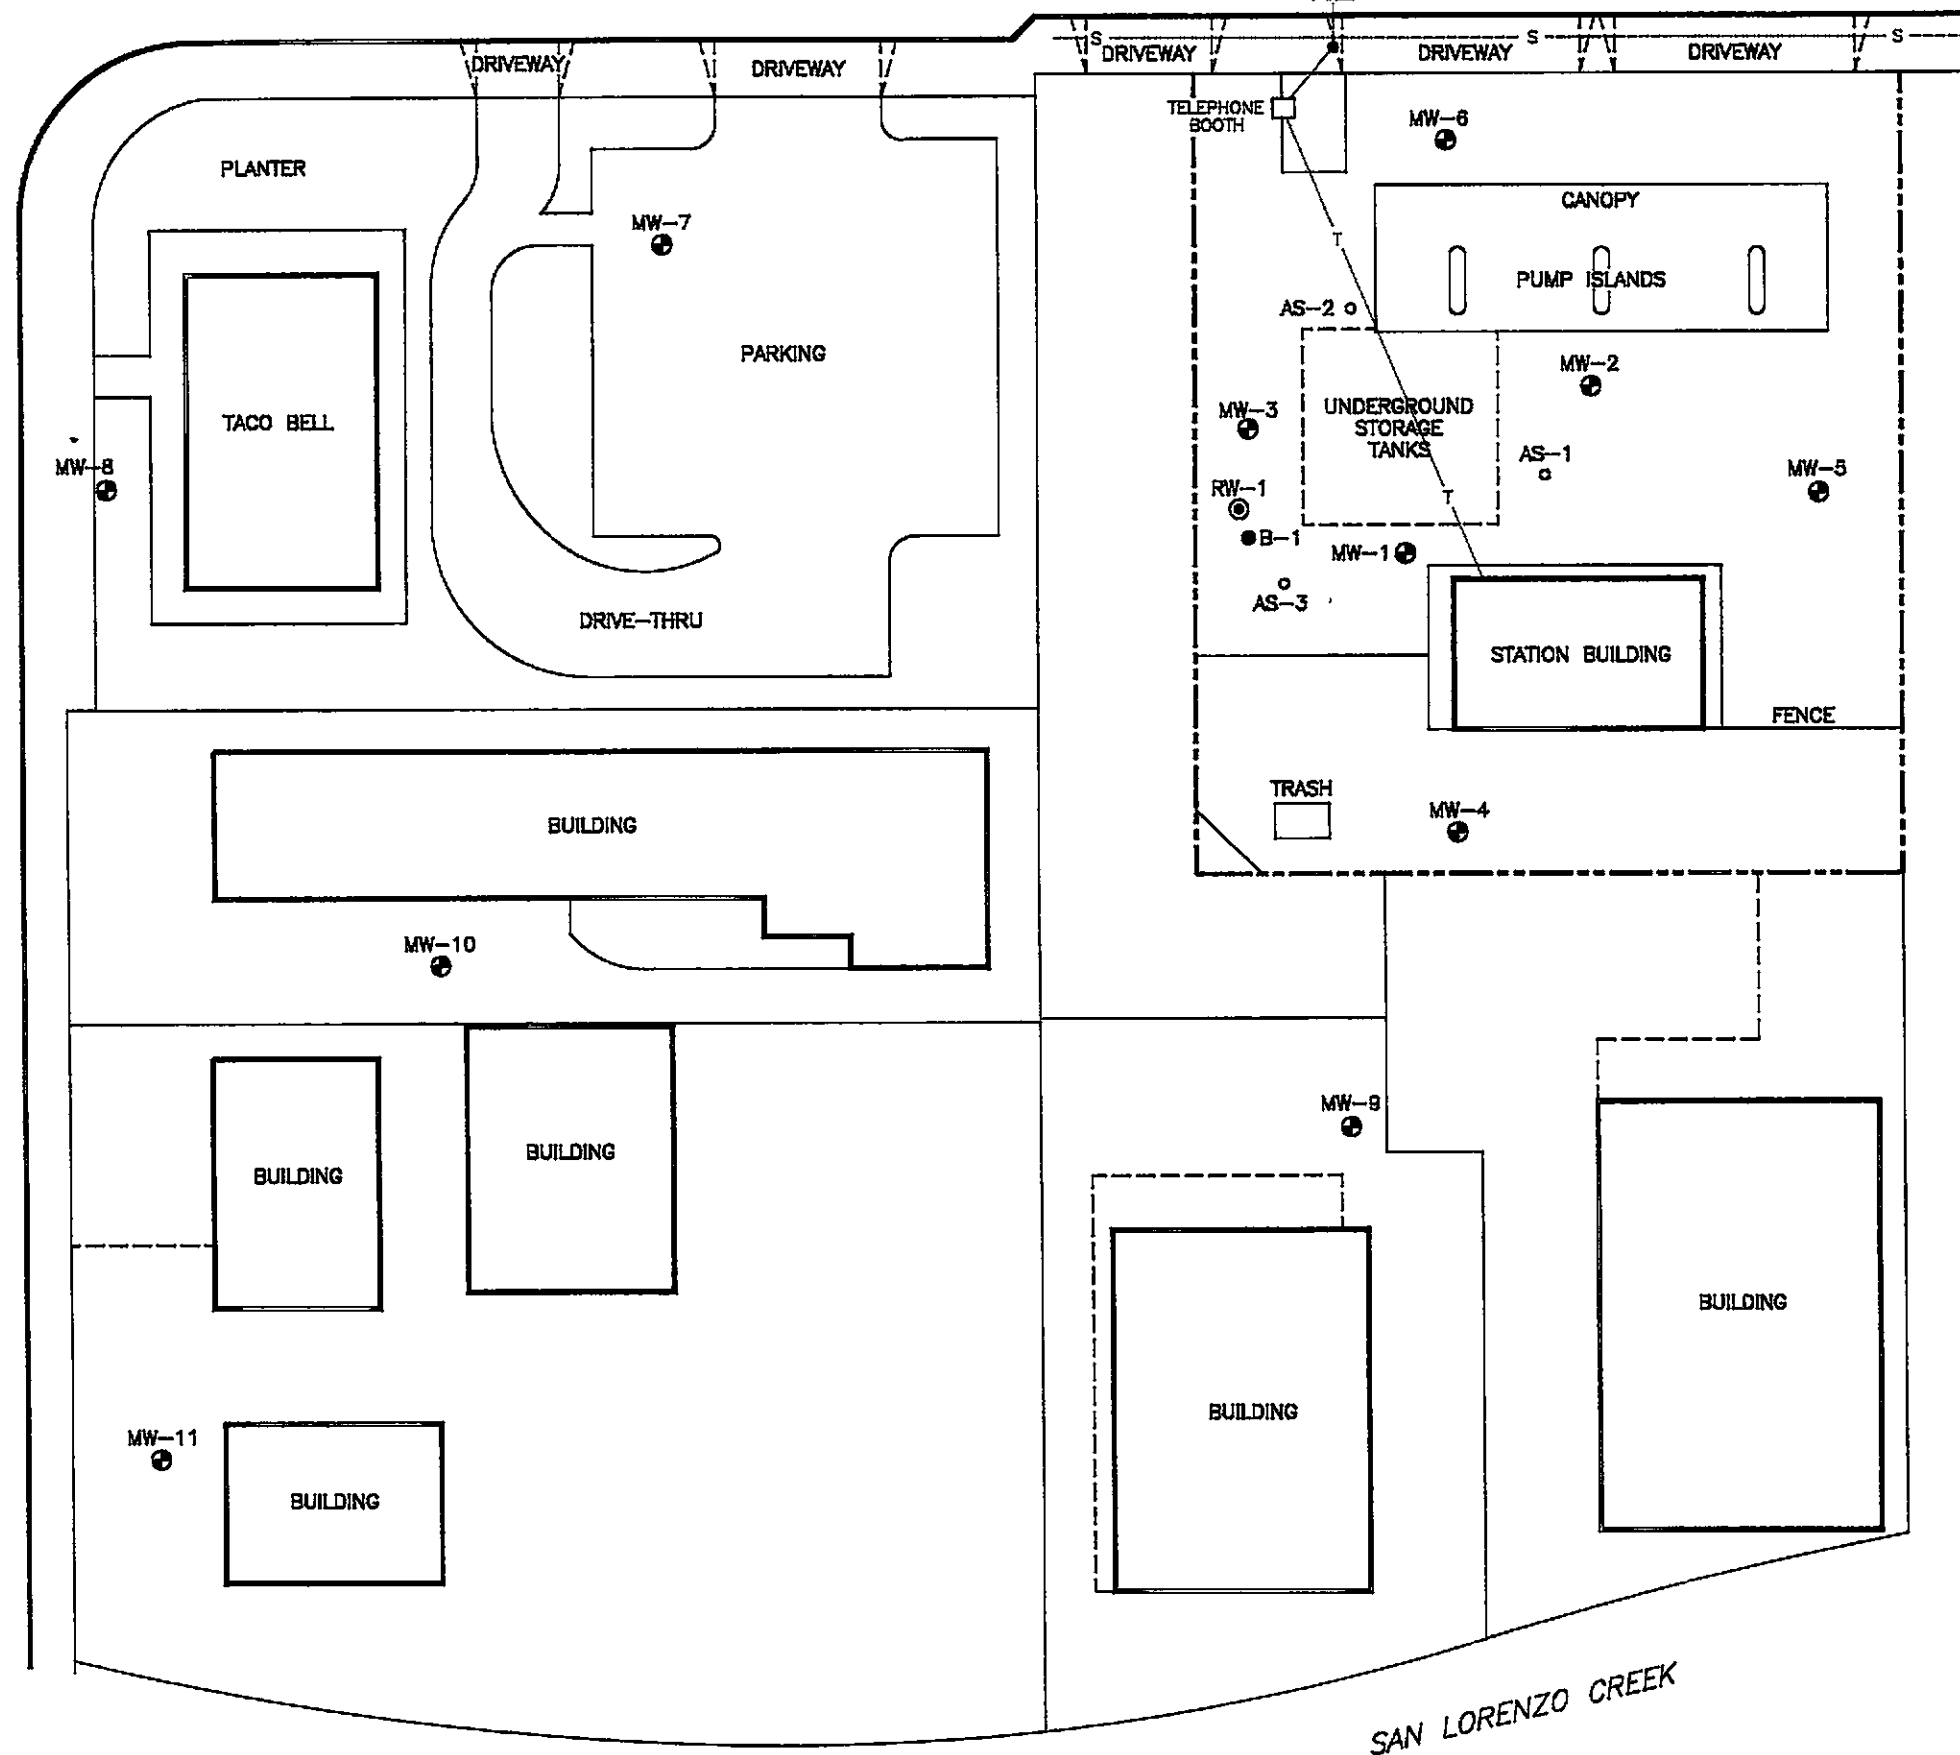 S
S
S
DRIVEWAY
DRIVEWAY
DRIVEWAY
DRIVEWAY
DRIVEWAY
TELEPHONE
BOOTH
MW-6
PLANTER
CANOPY
MW-7
T
PUMP ISLANDS
AS-2
PARKING
MW-2
TACO BELL
MW-3
UNDERGROUND
STORAGE
TANKS
AS-1
MW-8
MW-5
RW-1
T
B-1
MW-1
AS-3
DRIVE-THRU
STATION BUILDING
FENCE
TRASH
MW-4
BUILDING
MW-10
MW-9
BUILDING
BUILDING
BUILDING
BUILDING
MW-11
BUILDING
SAN LORENZO CREEK